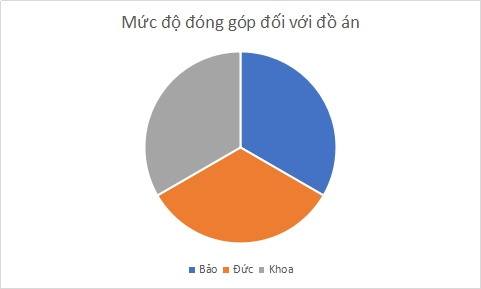 Mức độ đóng góp đối với đồ án
Bảo Đức Khoa